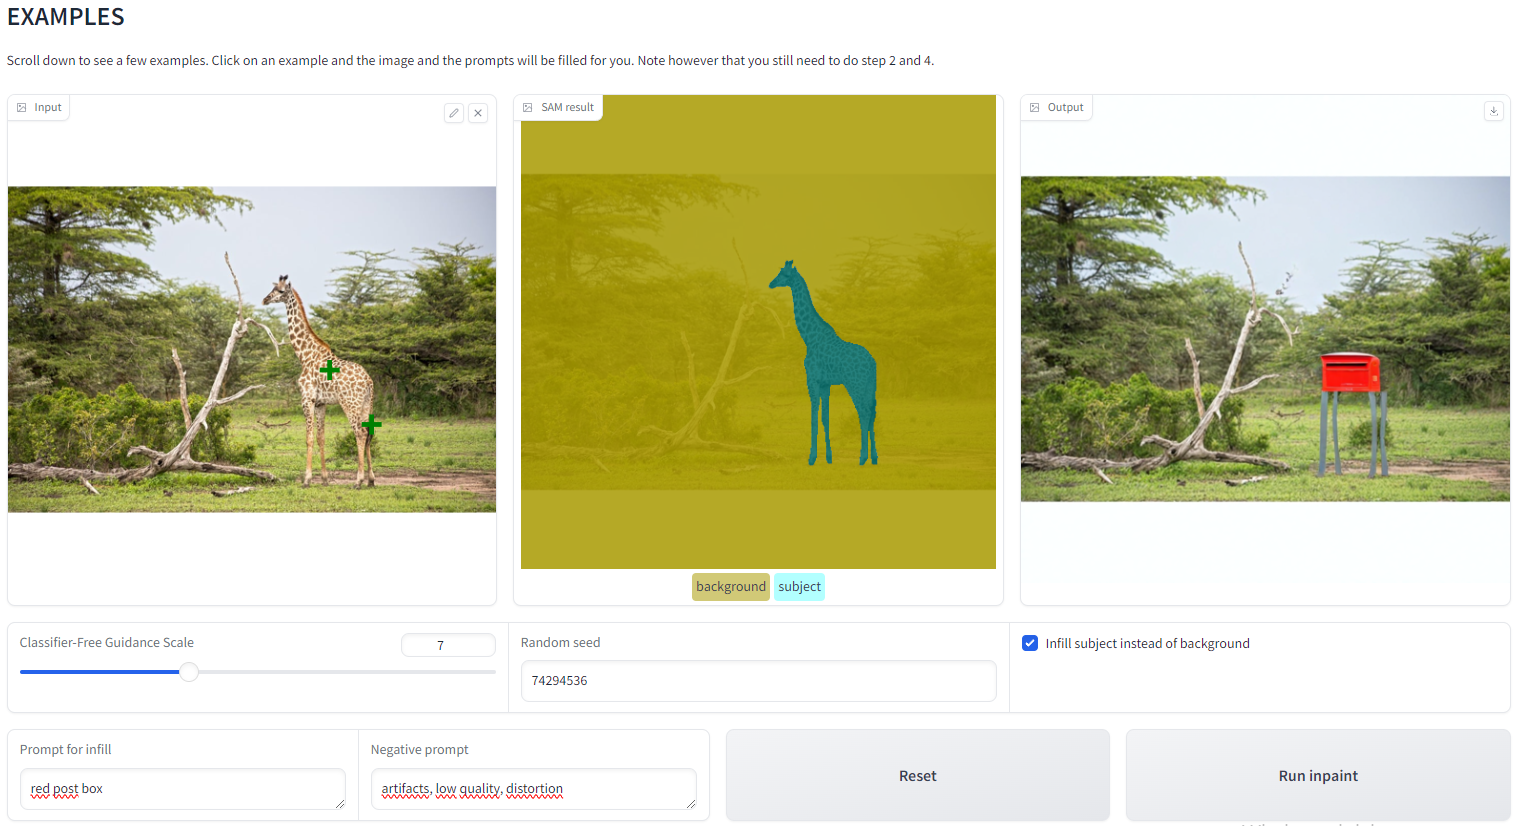 EXAMPLES
Scroll down to see a few examples. Click on an example and the image and the prompts will be filled for you. Note however that you still need to do step 2 and 4.
Input
SAM result
Output
background subject
Classifier-Free Guidance Scale
7
Random seed
74294536
Infill subject instead of background
Prompt for infill
red post box
Negative prompt
artifacts, low quality, distortion
Reset
Run inpaint